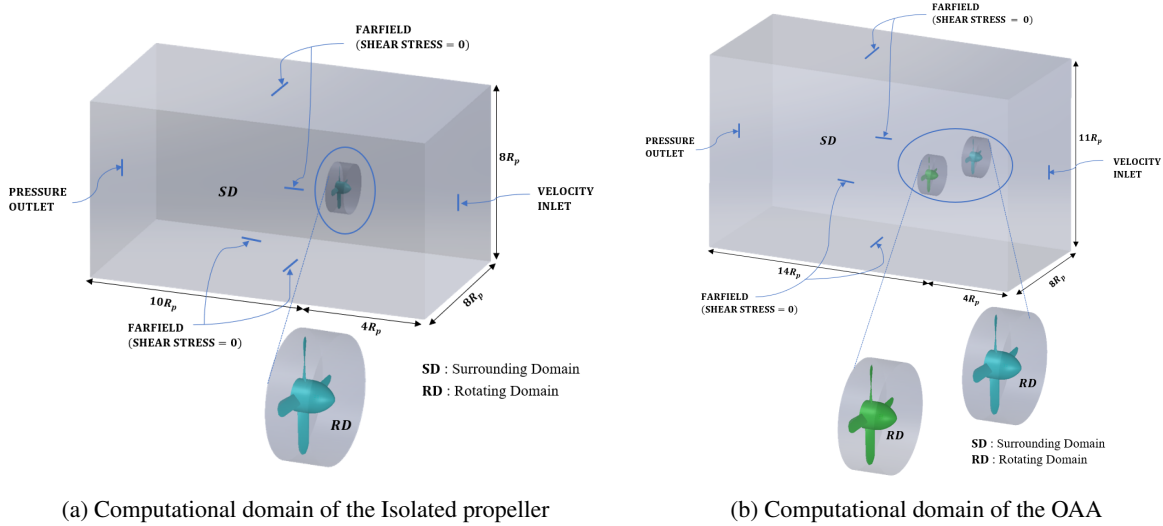 FARFIELD
(SHEAR STRESS = 0)
8R_p
SD
PRESSURE
OUTLET
VELOCITY
INLET
10R_p
4R_p
8R_p
FARFIELD
(SHEAR STRESS = 0)
RD
SD : Surrounding Domain
RD : Rotating Domain
(a) Computational domain of the Isolated propeller
FARFIELD
(SHEAR STRESS = 0)
11R_p
SD
PRESSURE
OUTLET
VELOCITY
INLET
14R_p
4R_p
8R_p
FARFIELD
(SHEAR STRESS = 0)
RD
RD
SD : Surrounding Domain
RD : Rotating Domain
(b) Computational domain of the OAA